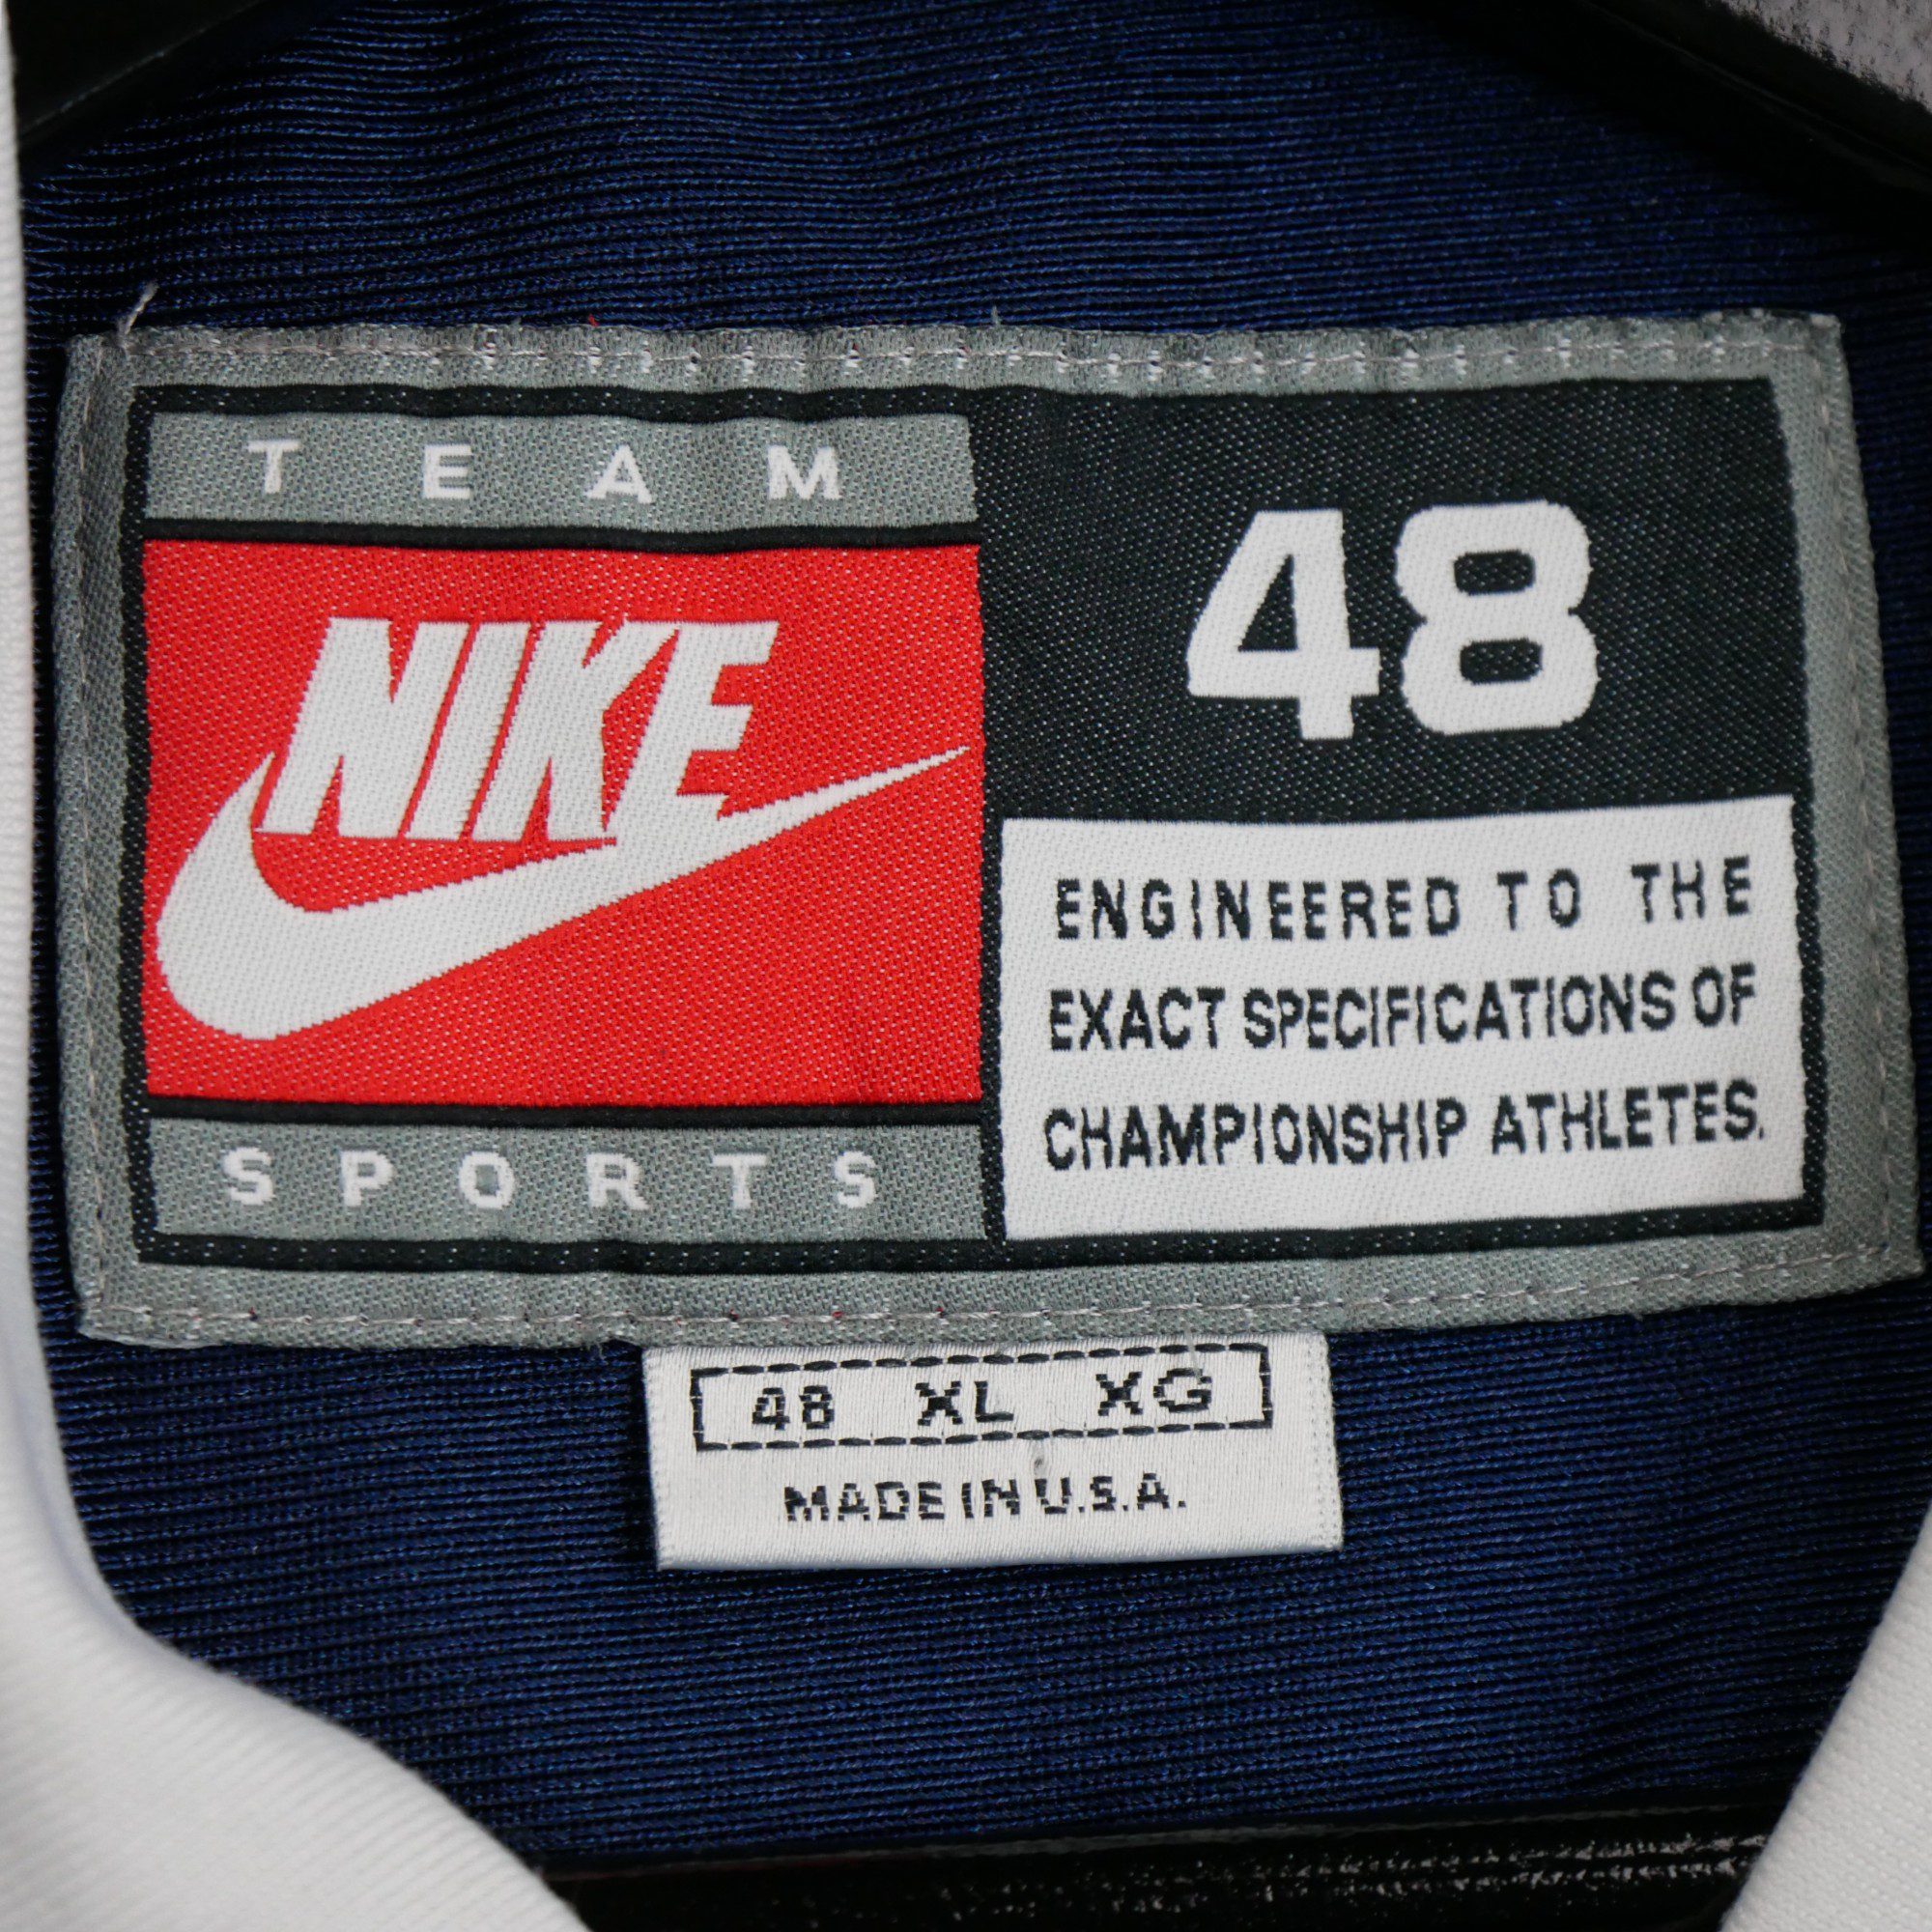 TEAM
NIKE
SPORTS
48
ENGINEERED TO THE
EXACT SPECIFICATIONS OF
CHAMPIONSHIP ATHLETES.
48 XL XG
MADE IN U.S.A.